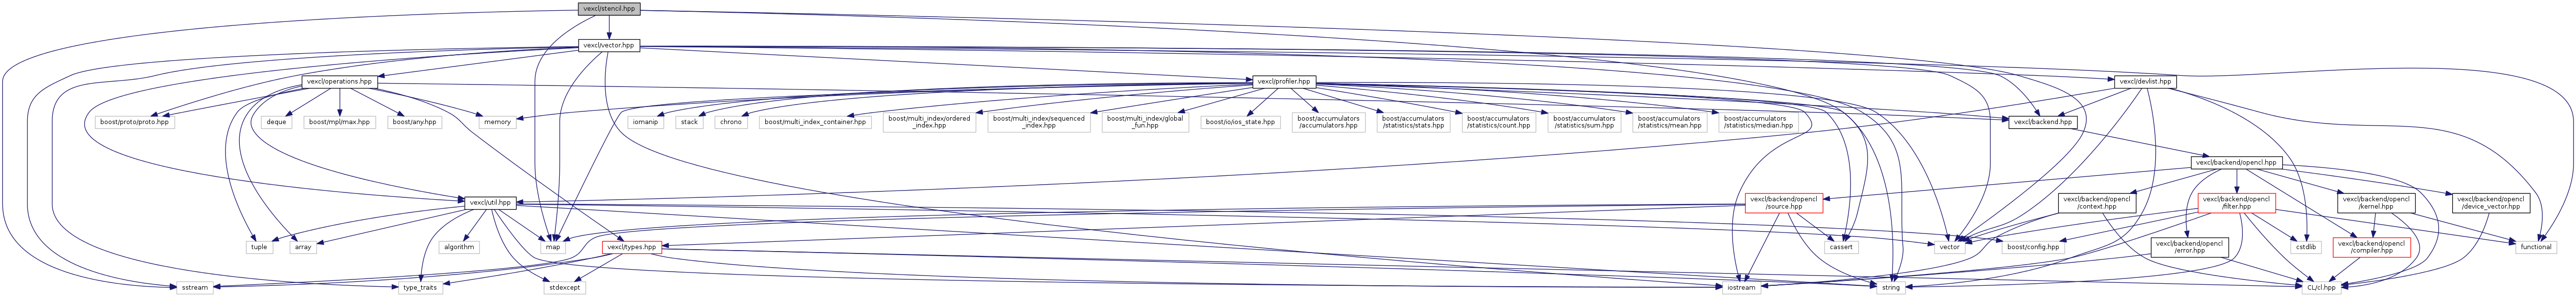 vexcl/stencil.hpp
vexcl/vector.hpp
vexcl/operations.hpp
vexcl/profiler.hpp
vexcl/devlist.hpp
boost/proto/proto.hpp
deque
boost/mpl/max.hpp
boost/any.hpp
memory
iomanip
stack
chrono
boost/multi_index_container.hpp
boost/multi_index/ordered
_index.hpp
boost/multi_index/sequenced
_index.hpp
boost/multi_index/global
_fun.hpp
boost/io/ios_state.hpp
boost/accumulators
/accumulators.hpp
boost/accumulators
/statistics/stats.hpp
boost/accumulators
/statistics/count.hpp
boost/accumulators
/statistics/sum.hpp
boost/accumulators
/statistics/mean.hpp
boost/accumulators
/statistics/median.hpp
vexcl/backend.hpp
vexcl/backend/opencl.hpp
vexcl/util.hpp
vexcl/backend/opencl
/source.hpp
vexcl/backend/opencl
/context.hpp
vexcl/backend/opencl
/filter.hpp
vexcl/backend/opencl
/kernel.hpp
vexcl/backend/opencl
/device_vector.hpp
tuple
array
algorithm
map
vexcl/types.hpp
cassert
vector
boost/config.hpp
vexcl/backend/opencl
/error.hpp
cstdlib
vexcl/backend/opencl
/compiler.hpp
functional
sstream
type_traits
stdexcept
iostream
string
CL/cl.hpp